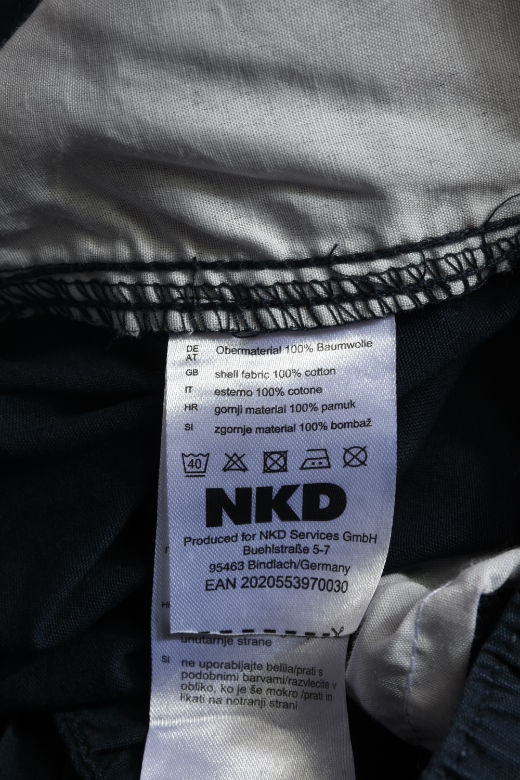 DE
AT
Obermaterial 100% Baumwolle
GB shell fabric 100% cotton
IT esterno 100% cotone
HR gornji material 100% pamuk
SI zgornje material 100% bombaž
40
NKD
Produced for NKD Services GmbH
Buehlstraße 5-7
95463 Bindlach/Germany
EAN 2020553970030
unutarnje strane
SI ne uporabljajte belila/prati s
podobnimi barvami/razvlecite v
obliko, ko je še mokro /prati in
likati na notranji strani